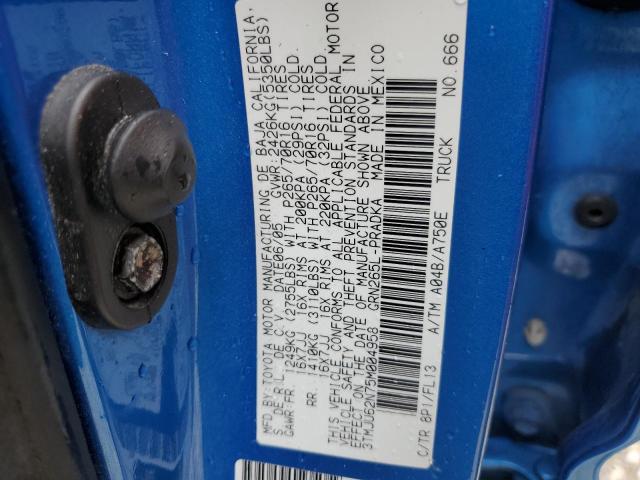 MFD.BY:TOYOTA MOTOR MANUFACTURING DE BAJA CALIFORNIA,
S. DE R.L. DE C.V. DATE:06/05 GVWR:2426KG(5350LBS)
GAWR:FR. 1249KG (2755LBS) WITH P265/70R16 TIRES
16X7JJ 16X RIMS AT 200KPA (29PSI) COLD.
RR. 1410KG (3110LBS) WITH P265/70R16 TIRES
16X7JJ 16X RIMS AT 220KPA (32PSI) COLD.
THIS VEHICLE CONFORMS TO ALL APPLICABLE FEDERAL MOTOR
VEHICLE SAFETY AND THEFT PREVENTION STANDARDS IN
EFFECT ON THE DATE OF MANUFACTURE SHOWN ABOVE.
3TMJU62N75M004958 GRN265L-PRADKA MADE IN MEXICO
C/TR 8P1/FL13 A/TM A04B/A750E TRUCK NO.666